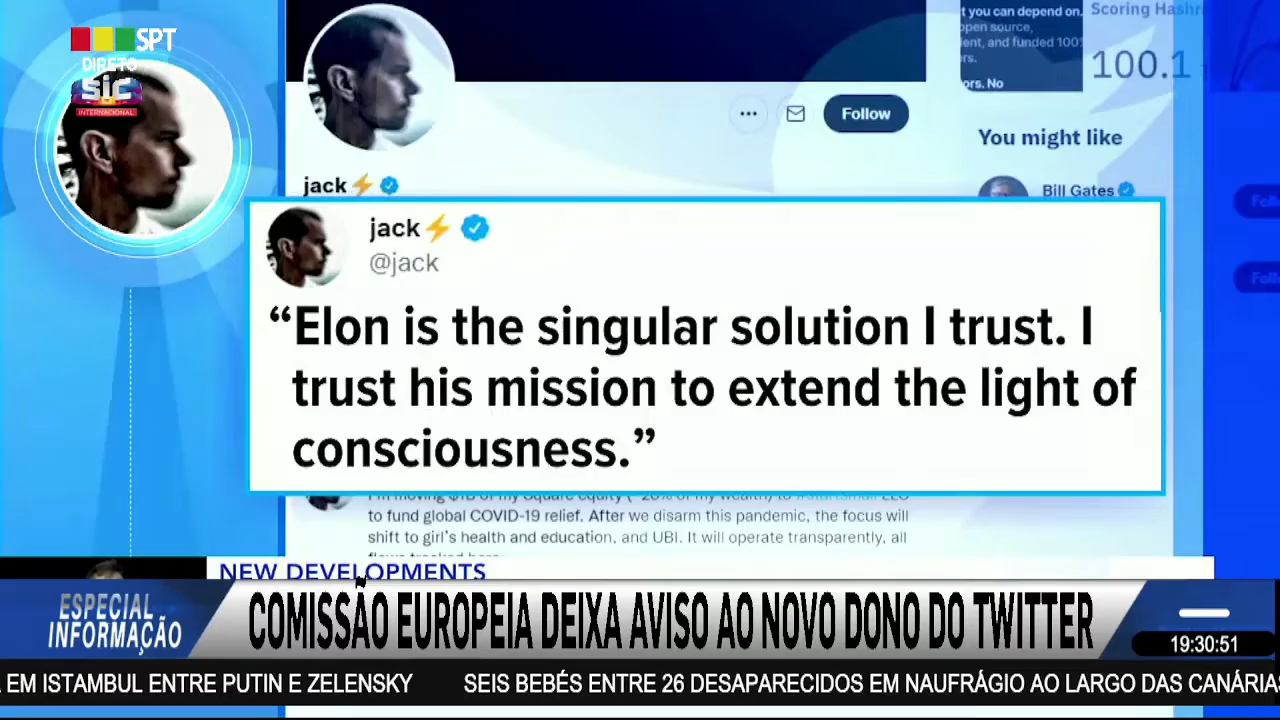 SPT
DIRETO
SIC
INTERNACIONAL
t you can depend on.
open source,
ent, and funded 100%
ors. No
Scoring Hashr
100.1
Follow
You might like
jack⚡
Bill Gates
jack⚡
@jack
“Elon is the singular solution I trust. I
trust his mission to extend the light of
consciousness.”
to fund global COVID-19 relief. After we disarm this pandemic, the focus will
shift to girl's health and education, and UBI. It will operate transparently, all
NEW DEVELOPMENTS
ESPECIAL
INFORMAÇÃO
COMISSÃO EUROPEIA DEIXA AVISO AO NOVO DONO DO TWITTER
19:30:51
EM ISTAMBUL ENTRE PUTIN E ZELENSKY SEIS BEBÉS ENTRE 26 DESAPARECIDOS EM NAUFRÁGIO AO LARGO DAS CANÁRIAS